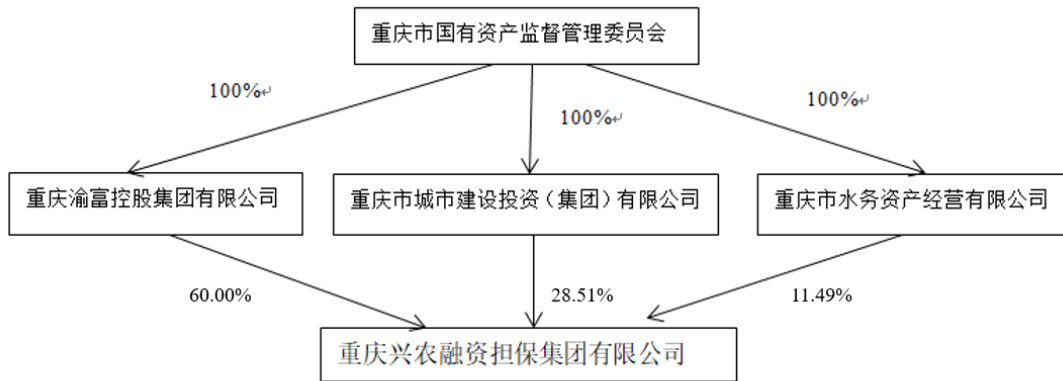 重庆市国有资产监督管理委员会
100%↵
100%↵
100%↵
重庆渝富控股集团有限公司
重庆市城市建设投资（集团）有限公司
重庆市水务资产经营有限公司
60.00%
28.51%
11.49%
重庆兴农融资担保集团有限公司